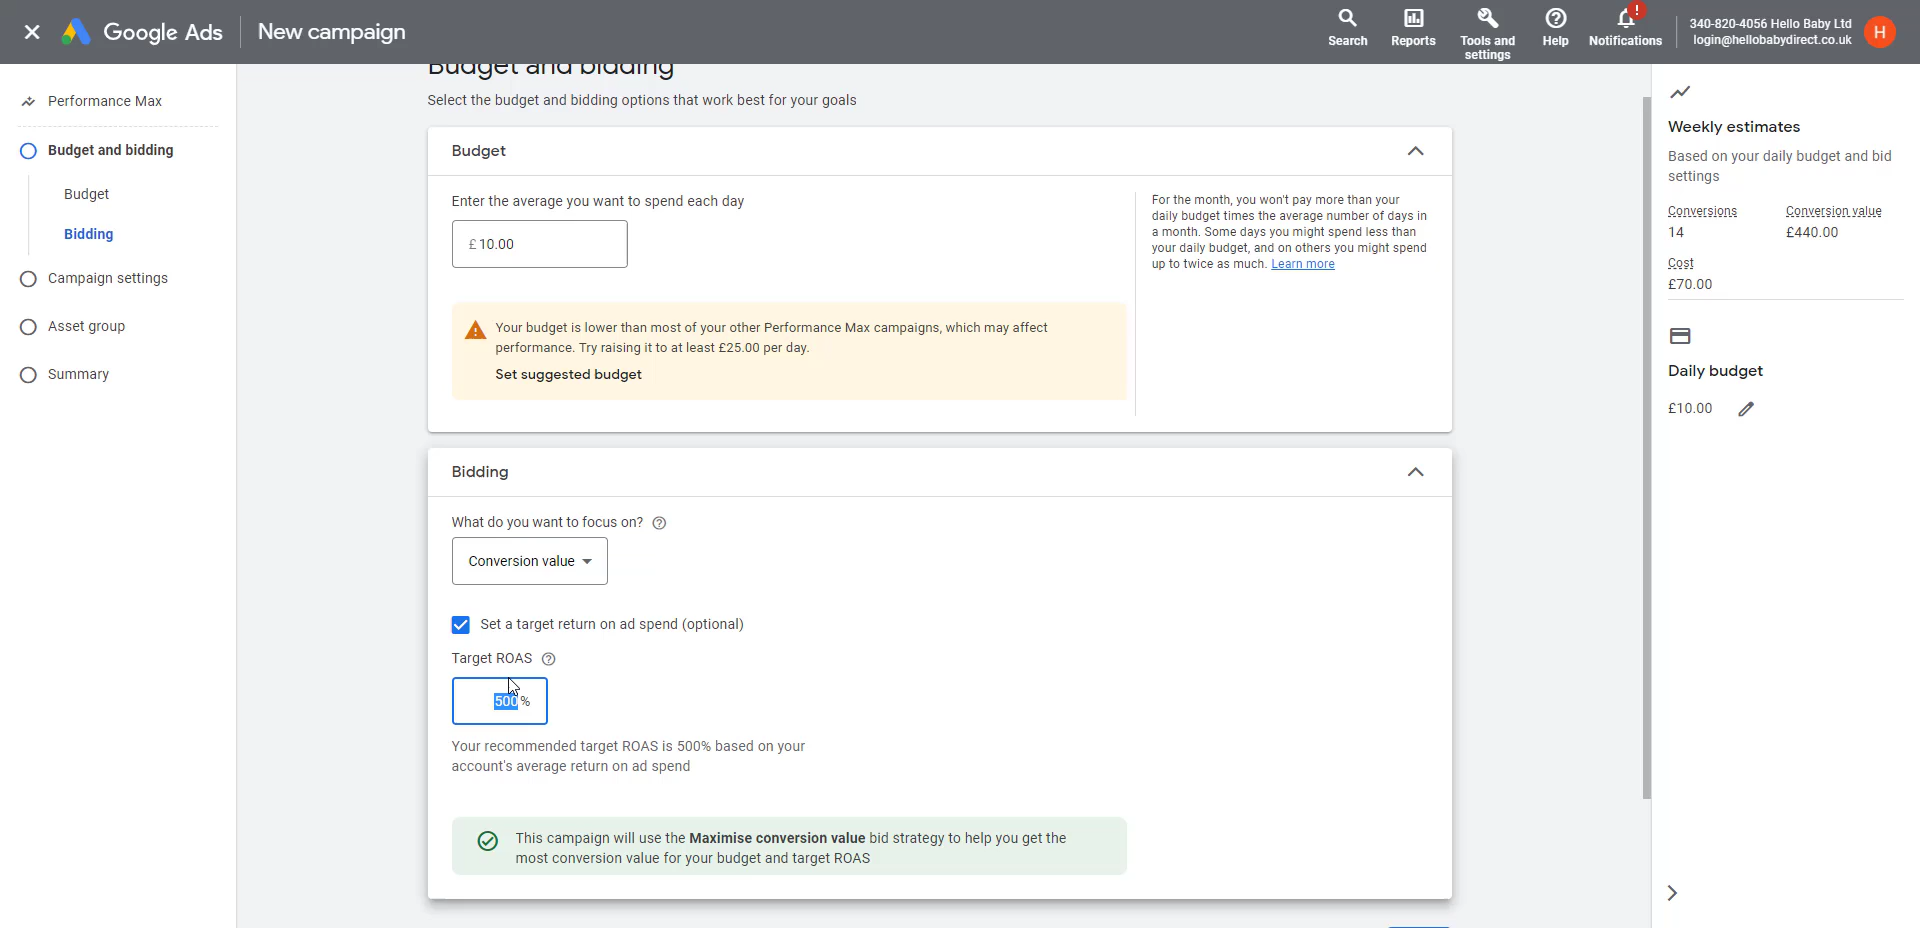 Google Ads
New campaign
Search
Reports
Tools and
settings
Help
!
Notifications
340-820-4056 Hello Baby Ltd
login@hellobabydirect.co.uk
H
Performance Max
Budget and bidding
Budget
Bidding
Campaign settings
Asset group
Summary
Budget and bidding
Select the budget and bidding options that work best for your goals
Budget
Enter the average you want to spend each day
£ 10.00
For the month, you won't pay more than your
daily budget times the average number of days in
a month. Some days you might spend less than
your daily budget, and on others you might spend
up to twice as much. Learn more
Your budget is lower than most of your other Performance Max campaigns, which may affect
performance. Try raising it to at least £25.00 per day.
Set suggested budget
Bidding
What do you want to focus on?
Conversion value
Set a target return on ad spend (optional)
Target ROAS
500 %
Your recommended target ROAS is 500% based on your
account's average return on ad spend
This campaign will use the Maximise conversion value bid strategy to help you get the
most conversion value for your budget and target ROAS
Weekly estimates
Based on your daily budget and bid
settings
Conversions
14
Conversion value
£440.00
Cost
£70.00
Daily budget
£10.00